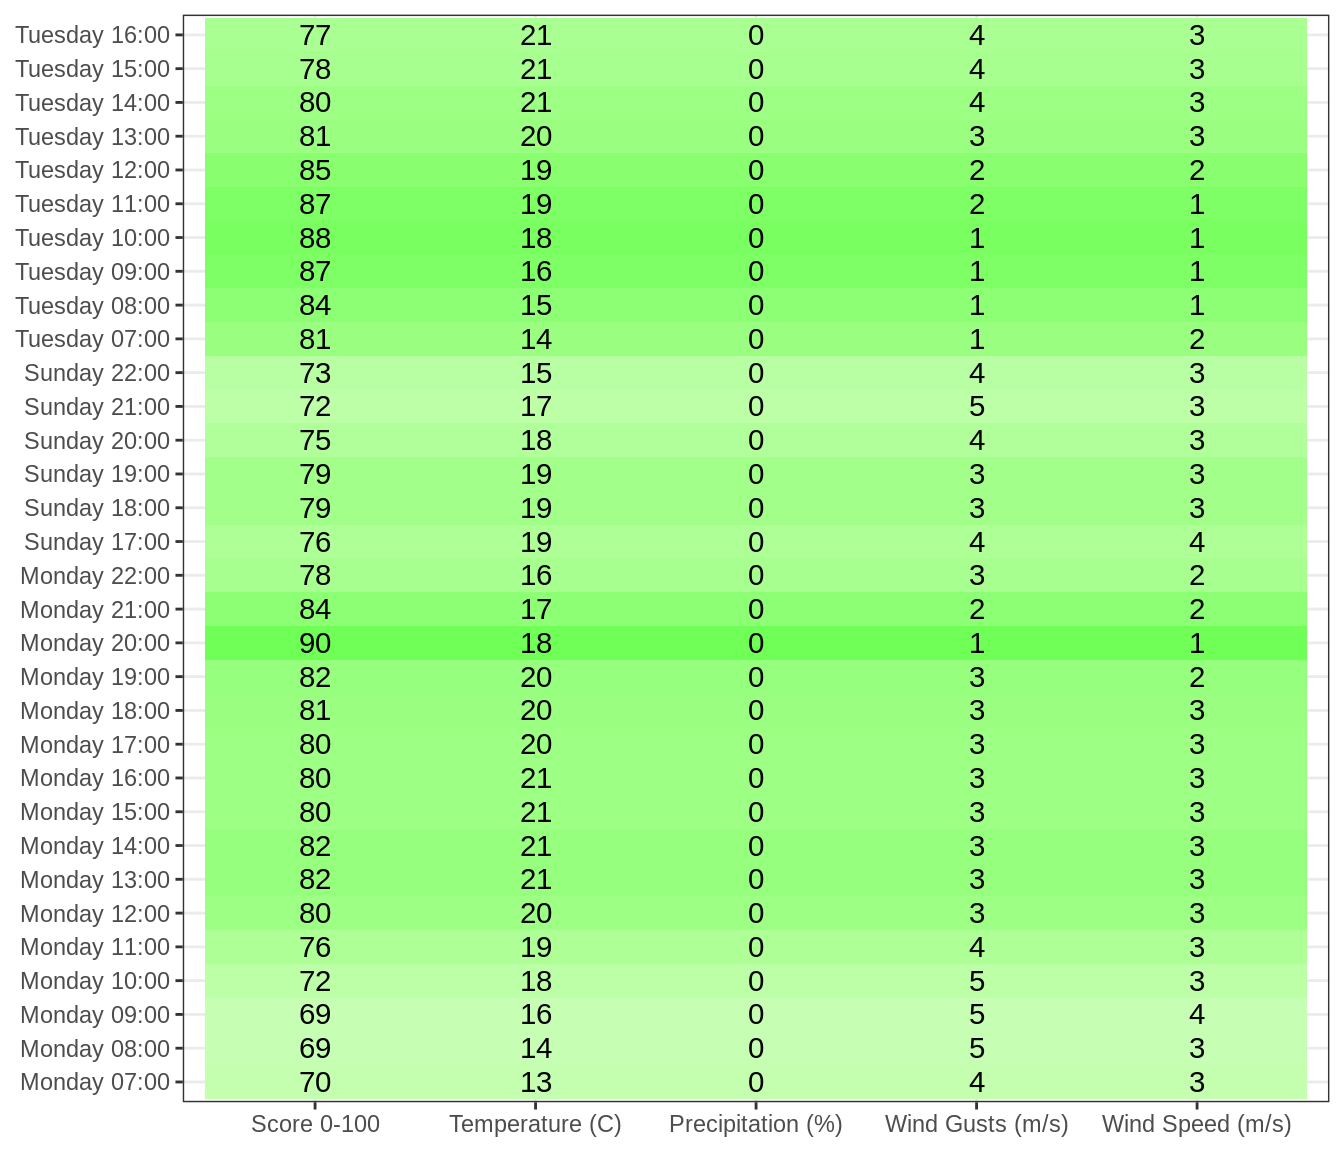 Tuesday 16:00 77 21 0 4 3
Tuesday 15:00 78 21 0 4 3
Tuesday 14:00 80 21 0 4 3
Tuesday 13:00 81 20 0 3 3
Tuesday 12:00 85 19 0 2 2
Tuesday 11:00 87 19 0 2 1
Tuesday 10:00 88 18 0 1 1
Tuesday 09:00 87 16 0 1 1
Tuesday 08:00 84 15 0 1 1
Tuesday 07:00 81 14 0 1 2
Sunday 22:00 73 15 0 4 3
Sunday 21:00 72 17 0 5 3
Sunday 20:00 75 18 0 4 3
Sunday 19:00 79 19 0 3 3
Sunday 18:00 79 19 0 3 3
Sunday 17:00 76 19 0 4 4
Monday 22:00 78 16 0 3 2
Monday 21:00 84 17 0 2 2
Monday 20:00 90 18 0 1 1
Monday 19:00 82 20 0 3 2
Monday 18:00 81 20 0 3 3
Monday 17:00 80 20 0 3 3
Monday 16:00 80 21 0 3 3
Monday 15:00 80 21 0 3 3
Monday 14:00 82 21 0 3 3
Monday 13:00 82 21 0 3 3
Monday 12:00 80 20 0 3 3
Monday 11:00 76 19 0 4 3
Monday 10:00 72 18 0 5 3
Monday 09:00 69 16 0 5 4
Monday 08:00 69 14 0 5 3
Monday 07:00 70 13 0 4 3
Score 0-100 Temperature (C) Precipitation (%) Wind Gusts (m/s) Wind Speed (m/s)